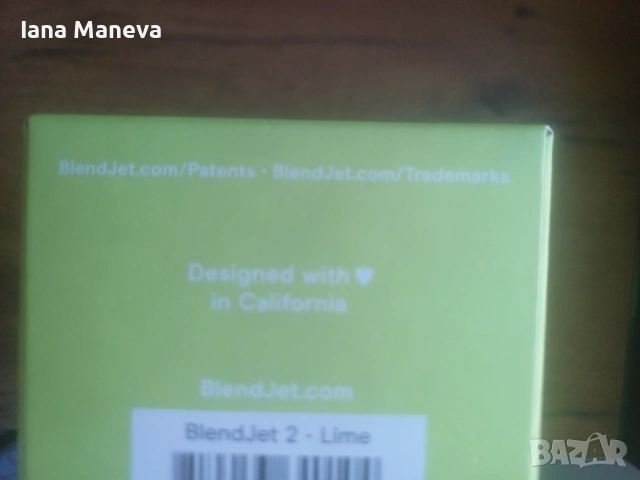 Iana Maneva
BlendJet.com/Patents • BlendJet.com/Trademarks
Designed with ♥
in California
BlendJet.com
BlendJet 2 - Lime
BAZAR